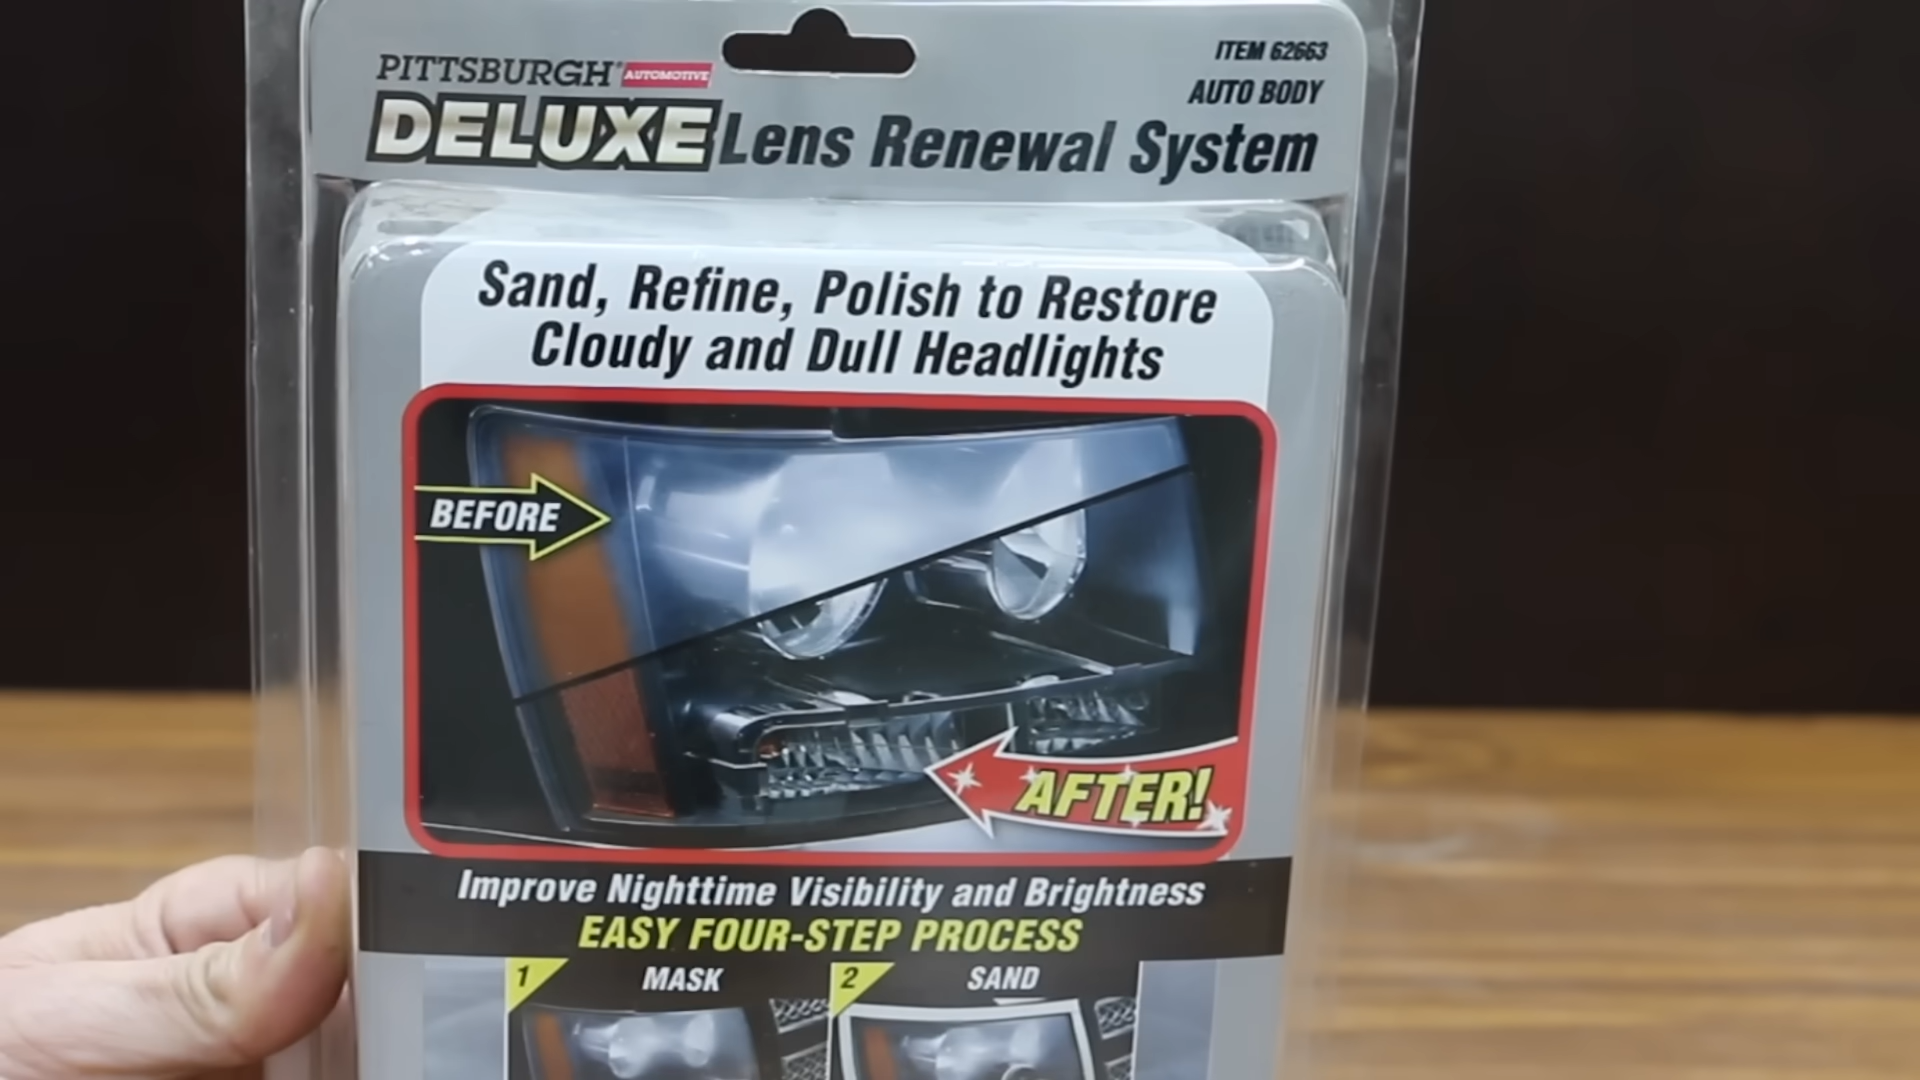 PITTSBURGH AUTOMOTIVE
DELUXE Lens Renewal System
ITEM 62663
AUTO BODY
Sand, Refine, Polish to Restore
Cloudy and Dull Headlights
BEFORE
AFTER!
Improve Nighttime Visibility and Brightness
EASY FOUR-STEP PROCESS
1 MASK
2 SAND